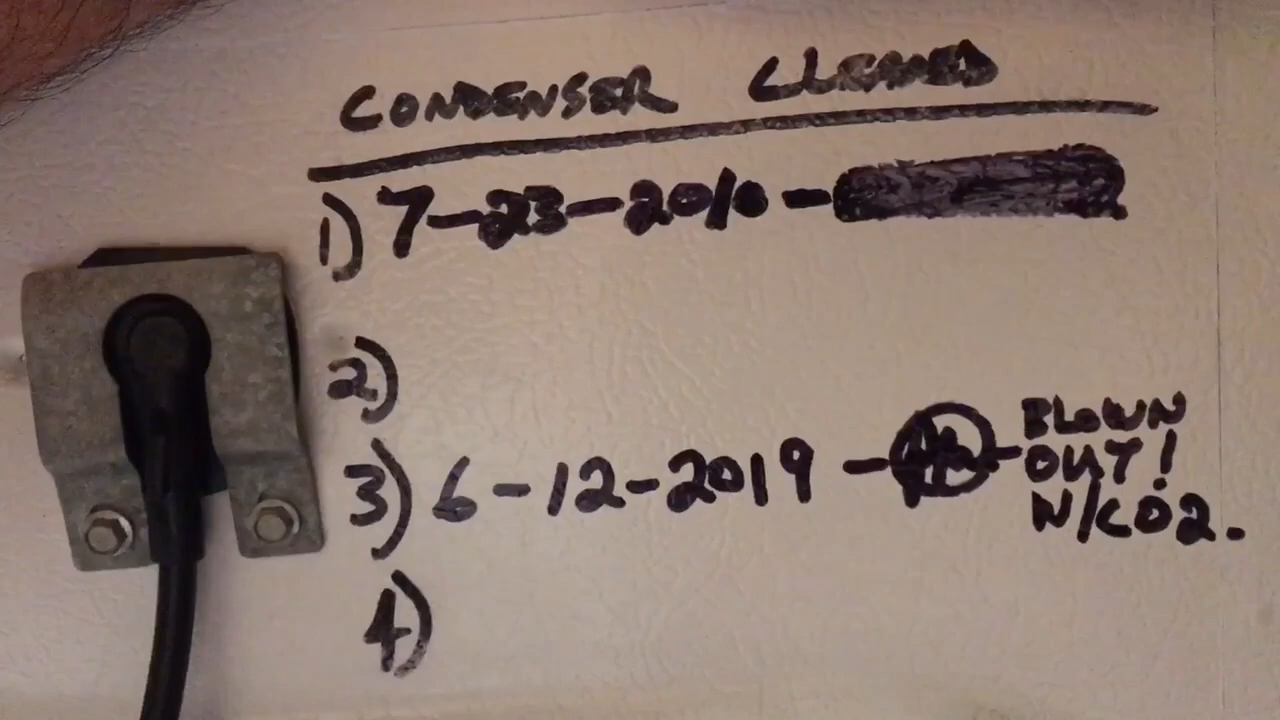 CONDENSER CLEANED
1) 7-23-2010-
2)
3) 6-12-2019 - - BLOWN
OUT!
N/CO2.
4)